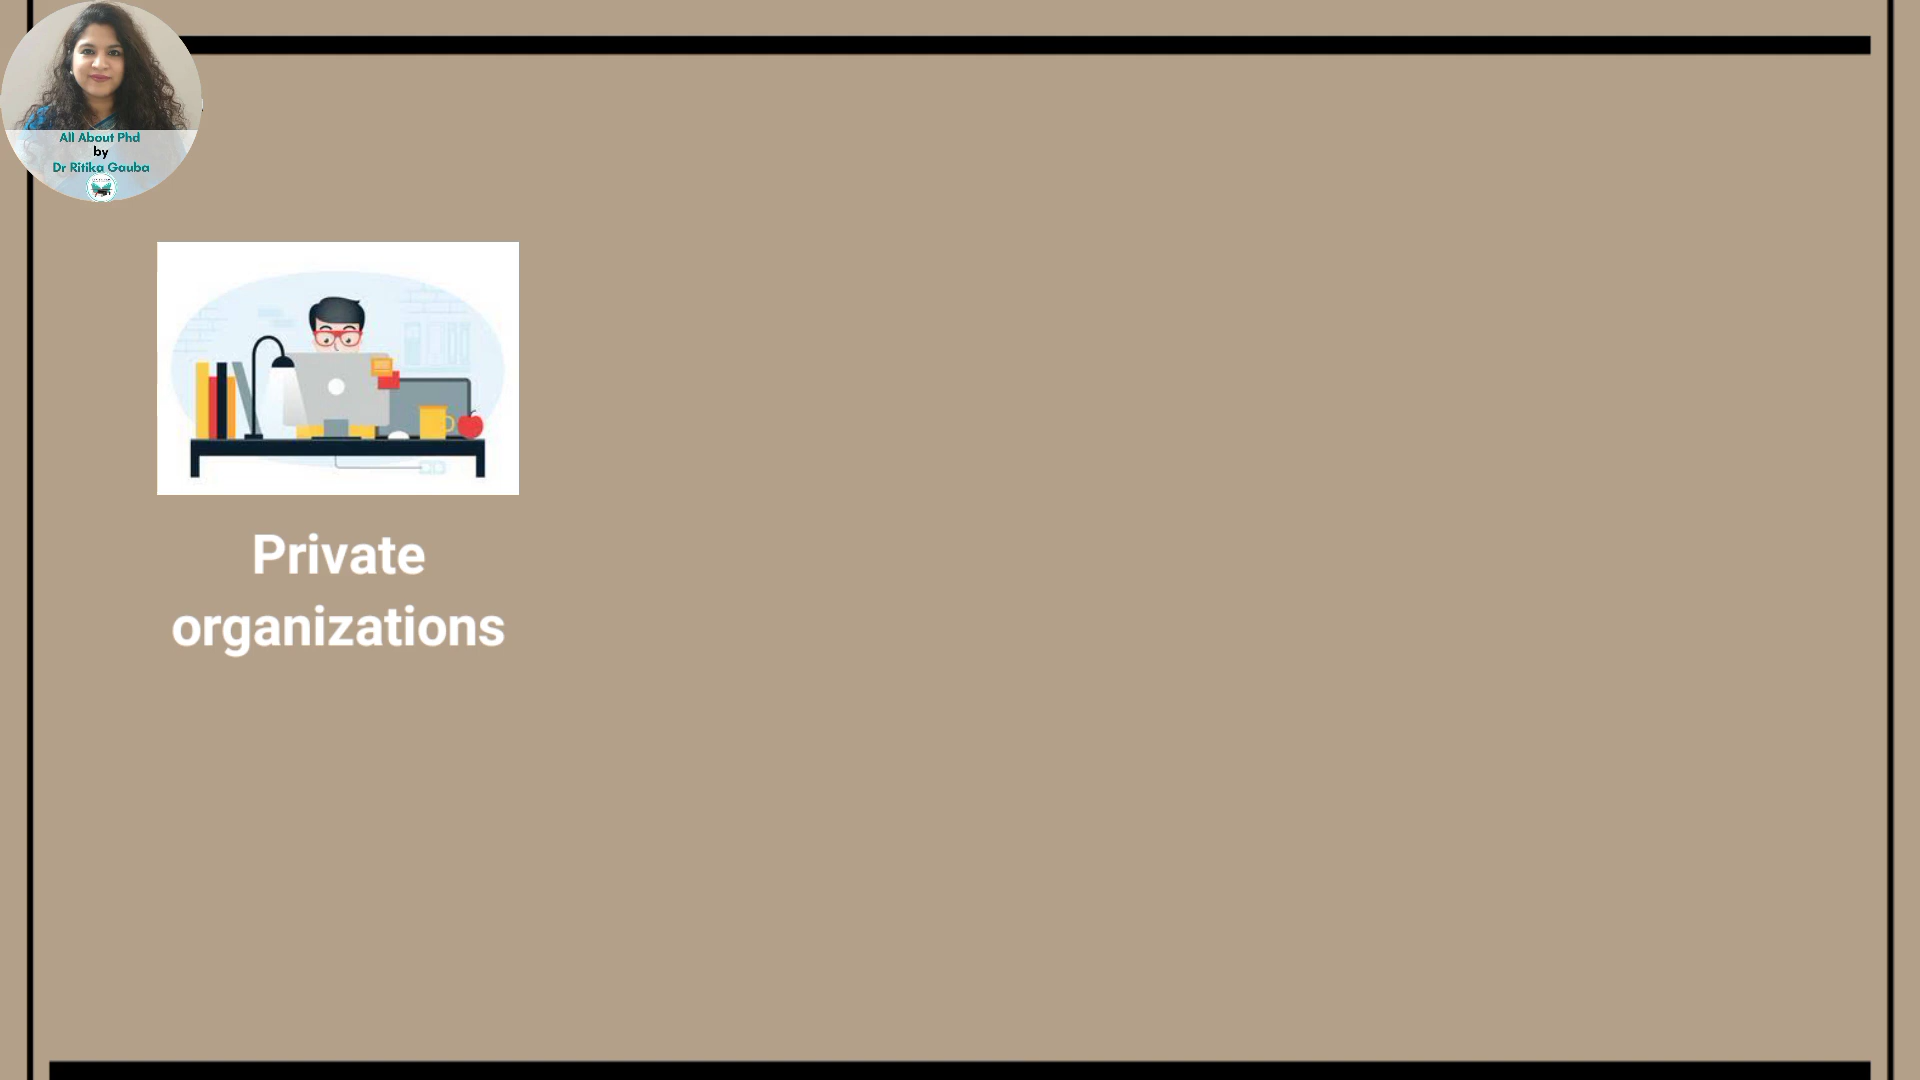 All About Phd
by
Dr Ritika Gauba
Private
organizations